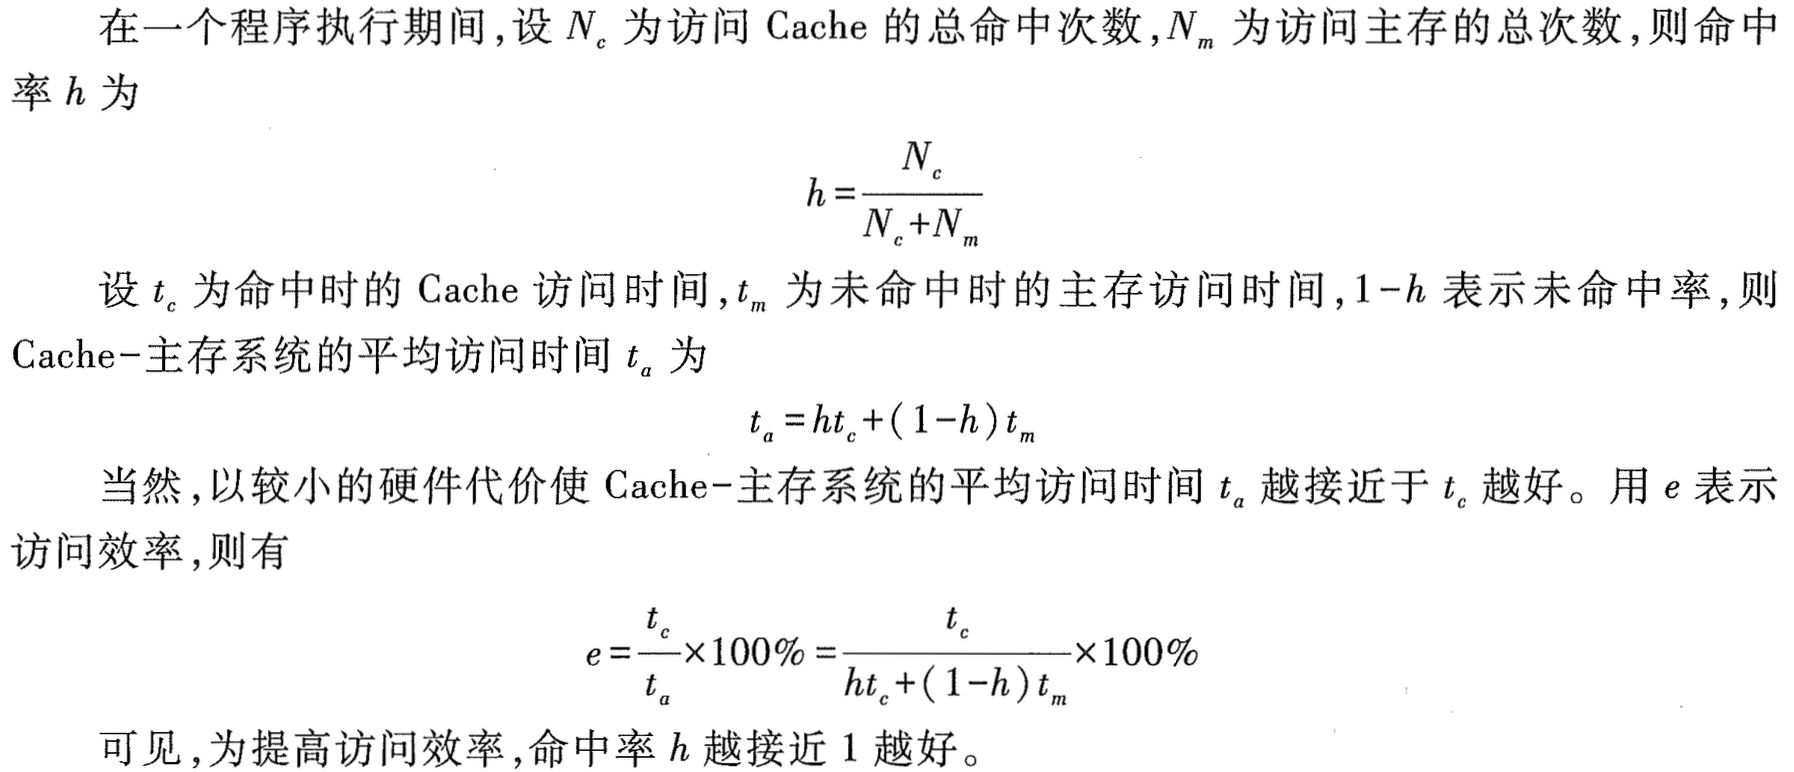 在一个程序执行期间,设 N_c 为访问 Cache 的总命中次数,N_m 为访问主存的总次数,则命中
率 h 为
h = N_c / (N_c+N_m)
设 t_c 为命中时的 Cache 访问时间,t_m 为未命中时的主存访问时间,1-h 表示未命中率,则
Cache-主存系统的平均访问时间 t_a 为
t_a = ht_c+(1-h)t_m
当然,以较小的硬件代价使 Cache-主存系统的平均访问时间 t_a 越接近于 t_c 越好。用 e 表示
访问效率,则有
e = t_c / t_a ×100% = t_c / (ht_c+(1-h)t_m) ×100%
可见,为提高访问效率,命中率 h 越接近 1 越好。